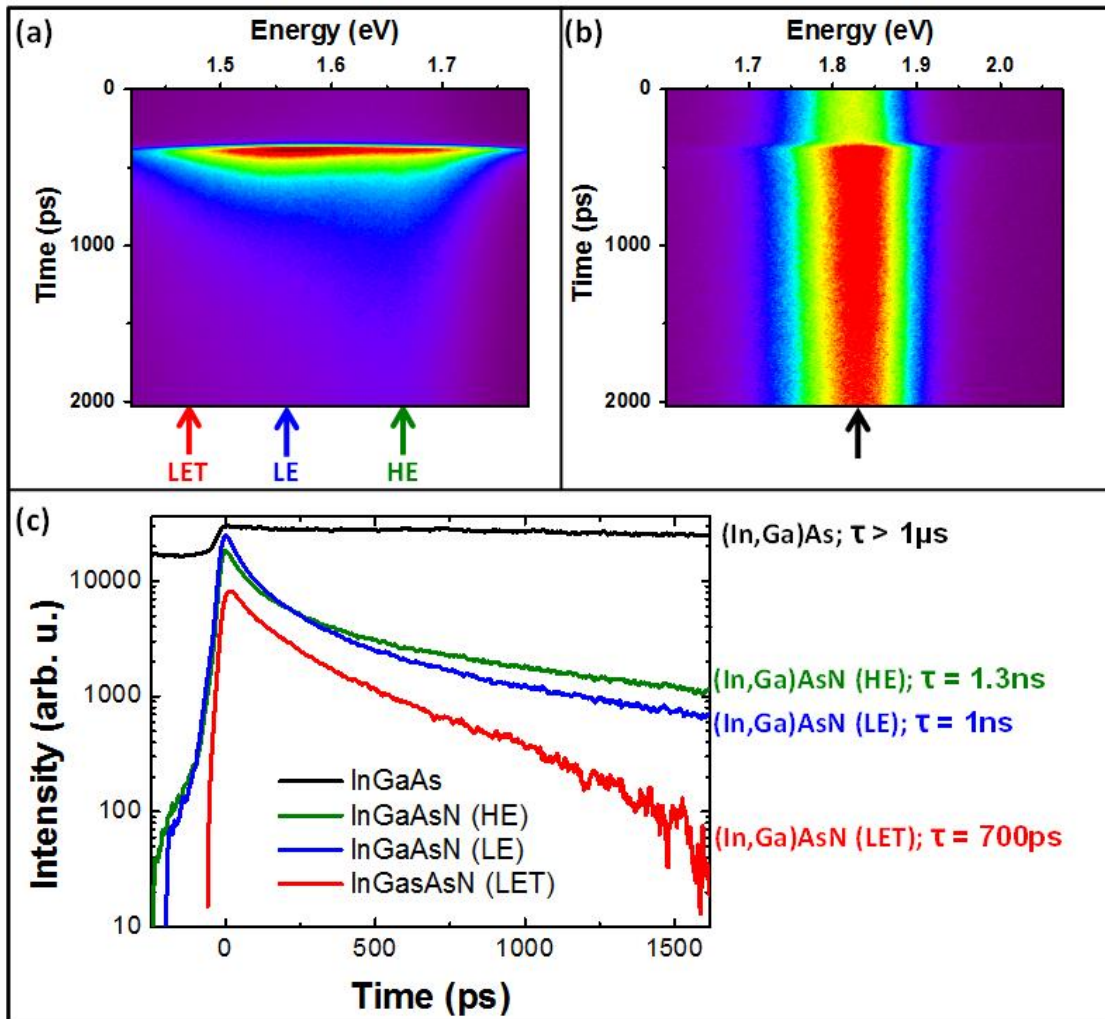 (a)
Energy (eV)
1.5 1.6 1.7
0
1000
2000
Time (ps)
LET LE HE
(b)
Energy (eV)
1.7 1.8 1.9 2.0
0
1000
2000
Time (ps)
(c)
10000
1000
100
10
Intensity (arb. u.)
InGaAs
InGaAsN (HE)
InGaAsN (LE)
InGasAsN (LET)
0 500 1000 1500
Time (ps)
(In,Ga)As; τ > 1μs
(In,Ga)AsN (HE); τ = 1.3ns
(In,Ga)AsN (LE); τ = 1ns
(In,Ga)AsN (LET); τ = 700ps